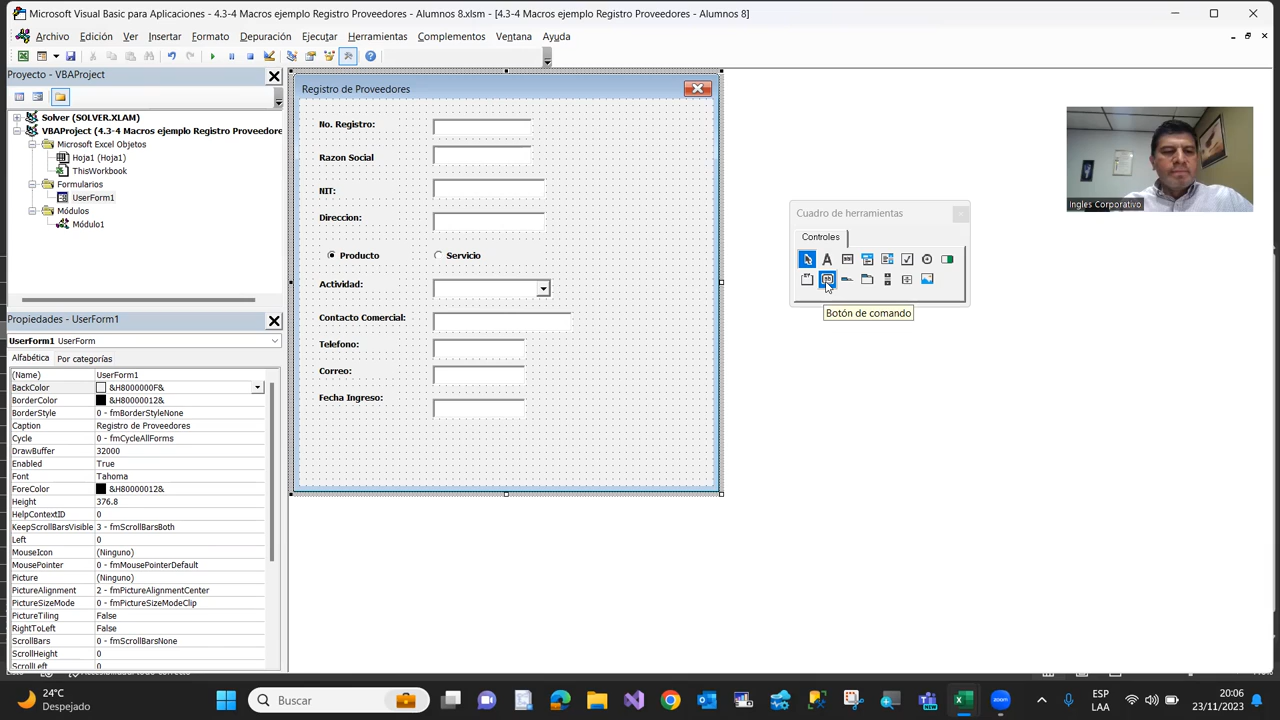 Microsoft Visual Basic para Aplicaciones - 4.3-4 Macros ejemplo Registro Proveedores - Alumnos 8.xlsm - [4.3-4 Macros ejemplo Registro Proveedores - Alumnos 8]
Archivo Edición Ver Insertar Formato Depuración Ejecutar Herramientas Complementos Ventana Ayuda
Proyecto - VBAProject
Solver (SOLVER.XLAM)
VBAProject (4.3-4 Macros ejemplo Registro Proveedore
Microsoft Excel Objetos
Hoja1 (Hoja1)
ThisWorkbook
Formularios
UserForm1
Módulos
Módulo1
Propiedades - UserForm1
UserForm1 UserForm
Alfabética Por categorías
(Name) UserForm1
BackColor &H8000000F&
BorderColor &H80000012&
BorderStyle 0 - fmBorderStyleNone
Caption Registro de Proveedores
Cycle 0 - fmCycleAllForms
DrawBuffer 32000
Enabled True
Font Tahoma
ForeColor &H80000012&
Height 376.8
HelpContextID 0
KeepScrollBarsVisible 3 - fmScrollBarsBoth
Left 0
MouseIcon (Ninguno)
MousePointer 0 - fmMousePointerDefault
Picture (Ninguno)
PictureAlignment 2 - fmPictureAlignmentCenter
PictureSizeMode 0 - fmPictureSizeModeClip
PictureTiling False
RightToLeft False
ScrollBars 0 - fmScrollBarsNone
ScrollHeight 0
ScrollLeft 0
Registro de Proveedores
No. Registro:
Razon Social
NIT:
Direccion:
Producto Servicio
Actividad:
Contacto Comercial:
Telefono:
Correo:
Fecha Ingreso:
Cuadro de herramientas
Controles
Botón de comando
Ingles Corporativo
24°C
Despejado
Buscar
ESP
LAA
20:06
23/11/2023